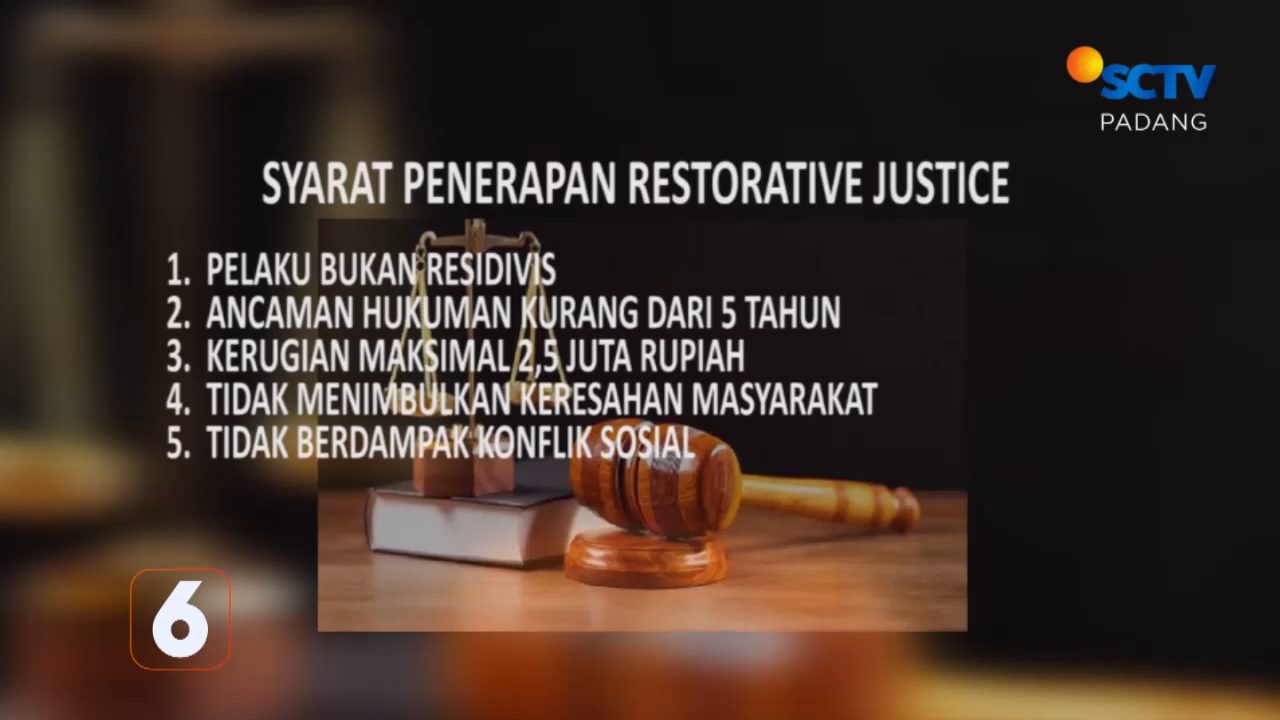 SCTV
PADANG
SYARAT PENERAPAN RESTORATIVE JUSTICE
1. PELAKU BUKAN RESIDIVIS
2. ANCAMAN HUKUMAN KURANG DARI 5 TAHUN
3. KERUGIAN MAKSIMAL 2,5 JUTA RUPIAH
4. TIDAK MENIMBULKAN KERESAHAN MASYARAKAT
5. TIDAK BERDAMPAK KONFLIK SOSIAL
6